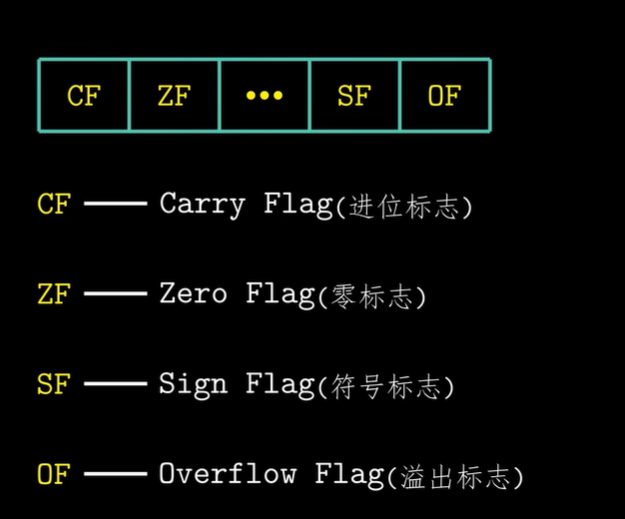 CF ZF ••• SF OF
CF —— Carry Flag(进位标志)
ZF —— Zero Flag(零标志)
SF —— Sign Flag(符号标志)
OF —— Overflow Flag(溢出标志)